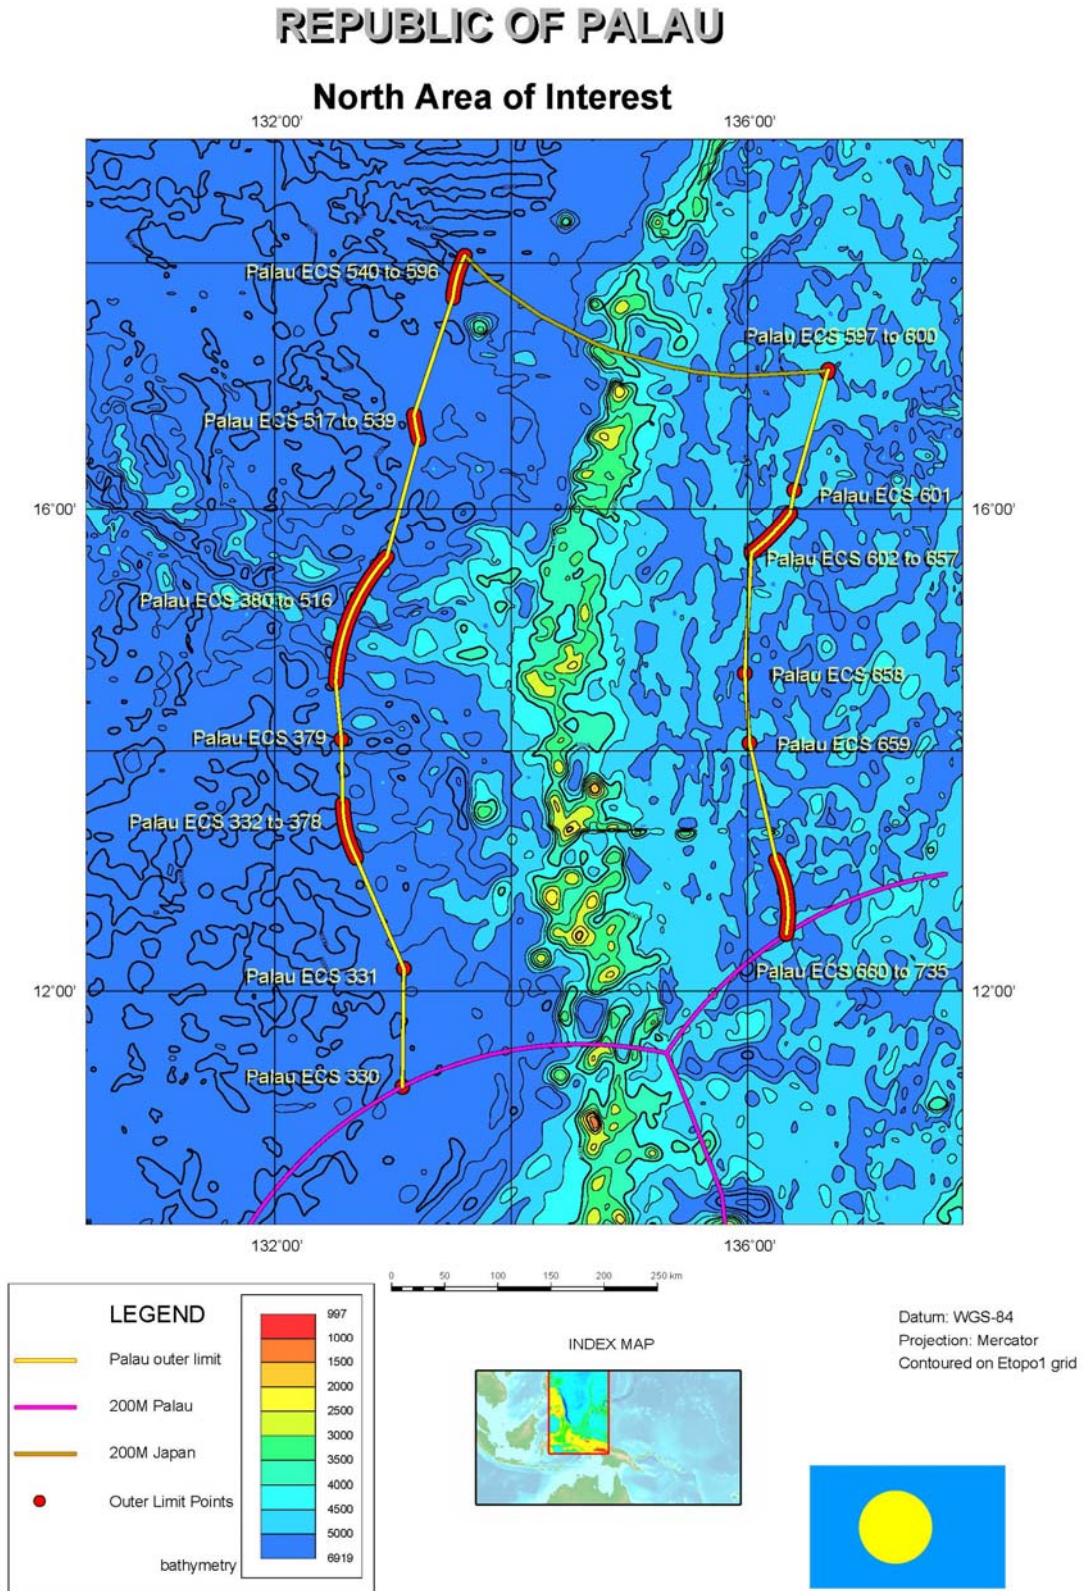 REPUBLIC OF PALAU
North Area of Interest
132°00'
136°00'
Palau ECS 540 to 596
Palau ECS 597 to 600
Palau ECS 517 to 539
Palau ECS 601
16°00'
16°00'
Palau ECS 602 to 657
Palau ECS 380 to 516
Palau ECS 658
Palau ECS 379
Palau ECS 659
Palau ECS 332 to 378
Palau ECS 331
Palau ECS 660 to 735
12°00'
12°00'
Palau ECS 330
132°00'
136°00'
0 50 100 150 200 250 km
LEGEND
Palau outer limit
200M Palau
200M Japan
Outer Limit Points
bathymetry
997
1000
1500
2000
2500
3000
3500
4000
4500
5000
6919
INDEX MAP
Datum: WGS-84
Projection: Mercator
Contoured on Etopo1 grid